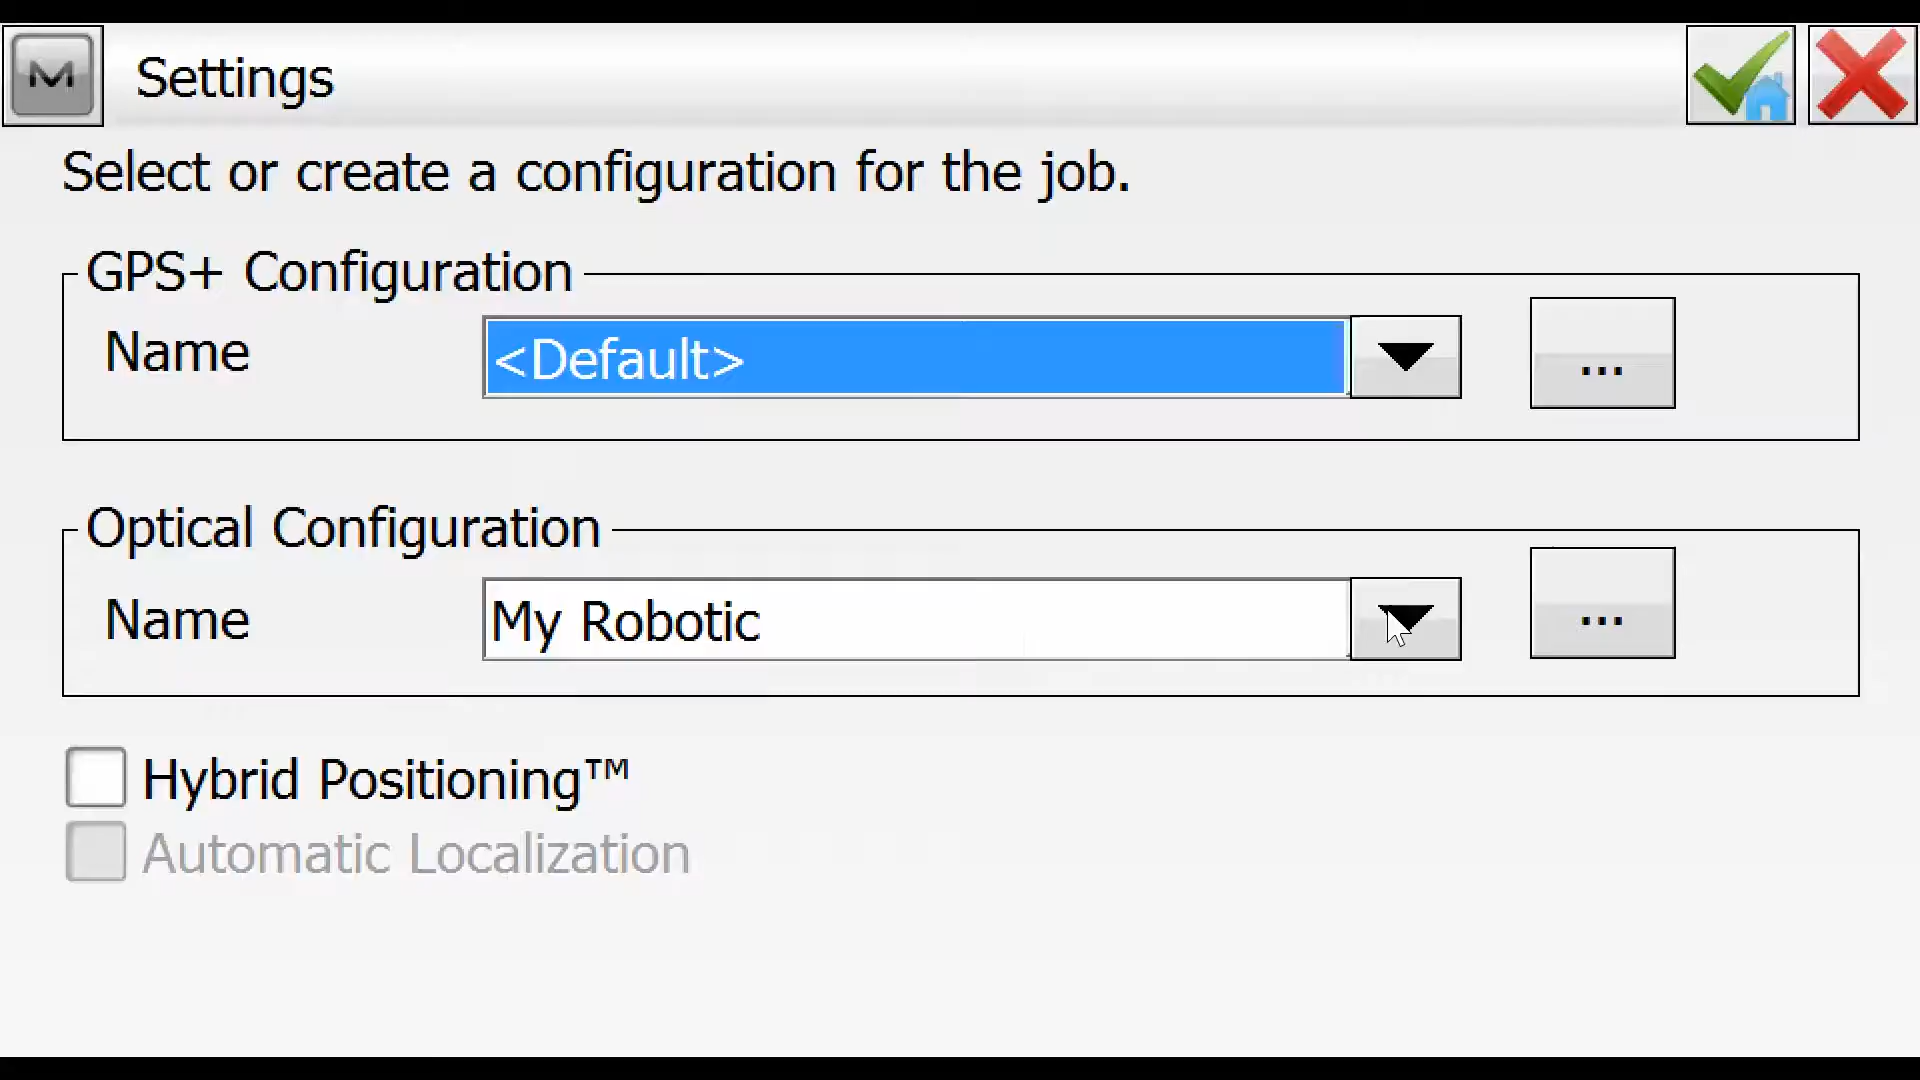 M
Settings
Select or create a configuration for the job.
GPS+ Configuration
Name
<Default>
...
Optical Configuration
Name
My Robotic
...
Hybrid Positioning™
Automatic Localization